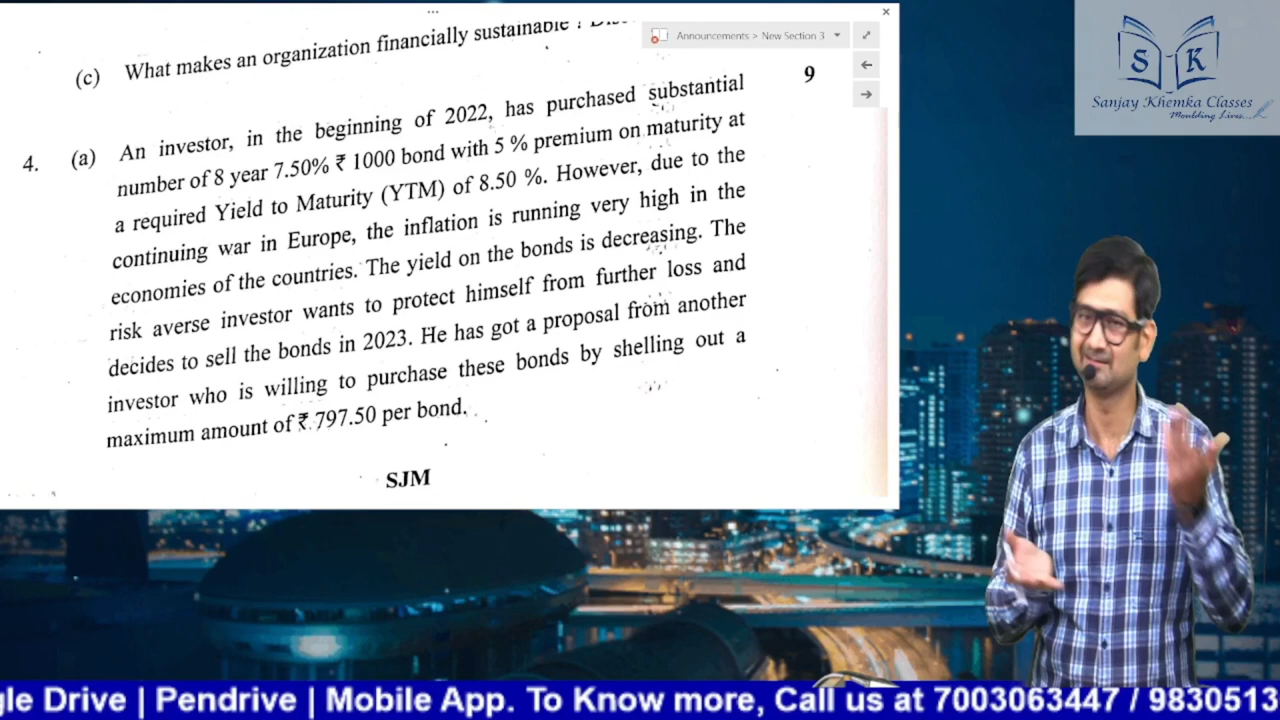 (c) What makes an organization financially sustainable ?
Announcements > New Section 3
9
4. (a) An investor, in the beginning of 2022, has purchased substantial
number of 8 year 7.50% ₹ 1000 bond with 5 % premium on maturity at
a required Yield to Maturity (YTM) of 8.50 %. However, due to the
continuing war in Europe, the inflation is running very high in the
economies of the countries. The yield on the bonds is decreasing. The
risk averse investor wants to protect himself from further loss and
decides to sell the bonds in 2023. He has got a proposal from another
investor who is willing to purchase these bonds by shelling out a
maximum amount of ₹ 797.50 per bond.
SJM
S K
Sanjay Khemka Classes
Moulding Lives...
gle Drive | Pendrive | Mobile App. To Know more, Call us at 7003063447 / 9830513